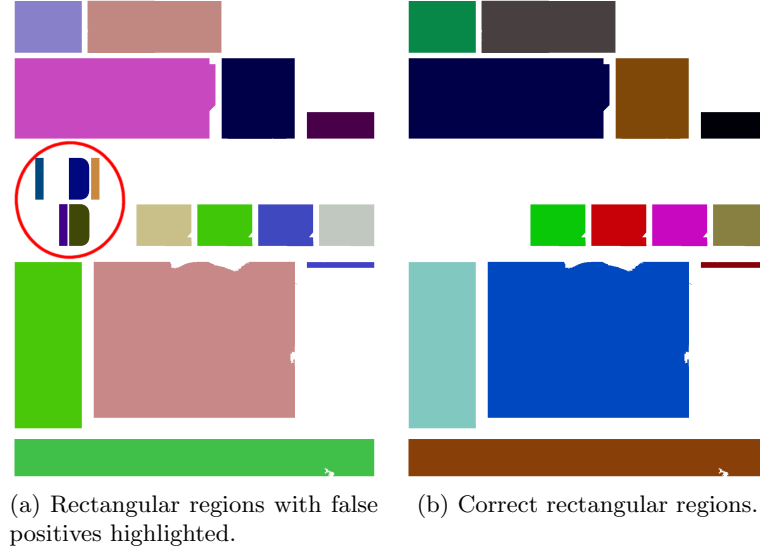 (a) Rectangular regions with false
positives highlighted.
(b) Correct rectangular regions.